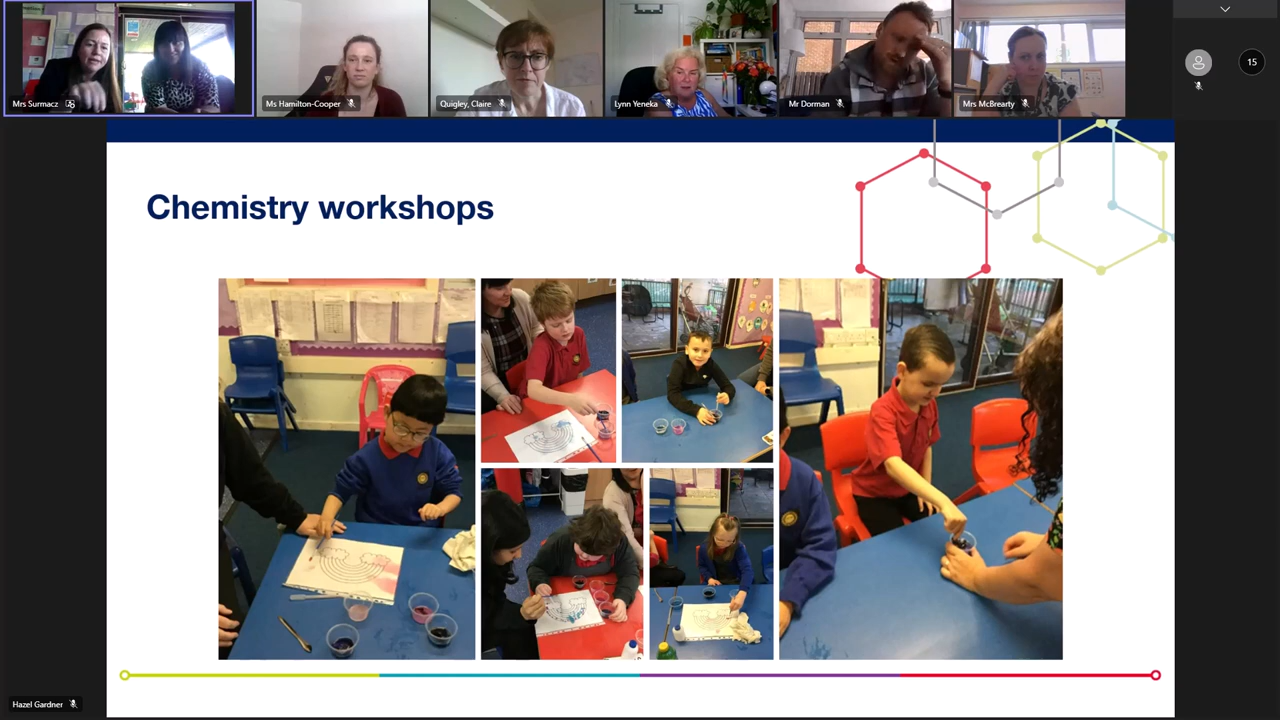 Mrs Surmacz
Ms Hamilton-Cooper
Quigley, Claire
Lynn Yeneka
Mr Dorman
Mrs McBrearty
15
Chemistry workshops
Hazel Gardner